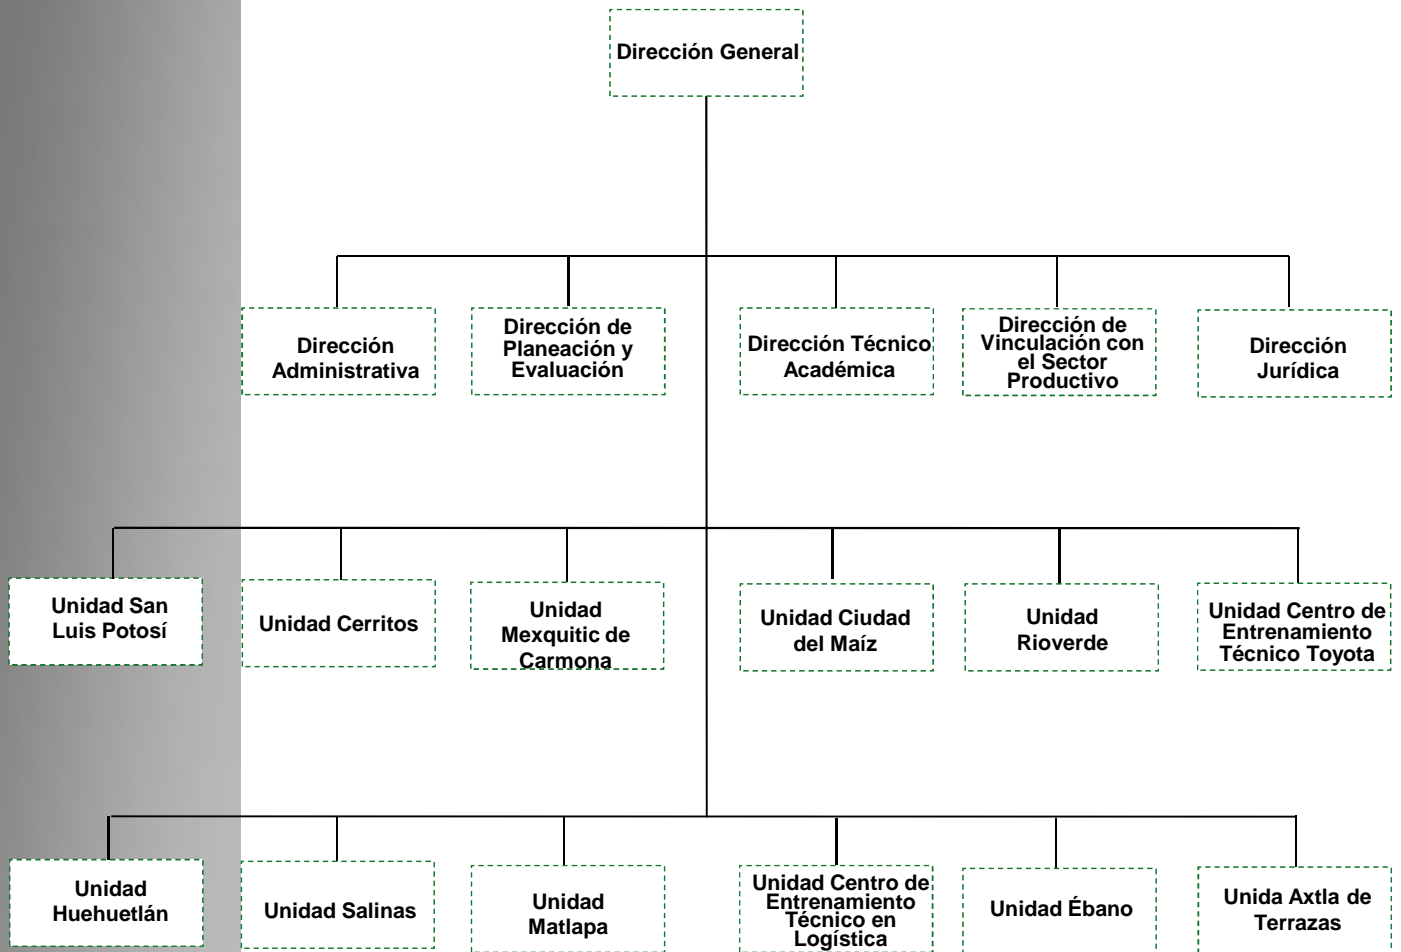 Dirección General
Dirección
Administrativa
Dirección de
Planeación y
Evaluación
Dirección Técnico
Académica
Dirección de
Vinculación con
el Sector
Productivo
Dirección
Jurídica
Unidad San
Luis Potosí
Unidad Cerritos
Unidad
Mexquitic de
Carmona
Unidad Ciudad
del Maíz
Unidad
Rioverde
Unidad Centro de
Entrenamiento
Técnico Toyota
Unidad
Huehuetlán
Unidad Salinas
Unidad
Matlapa
Unidad Centro de
Entrenamiento
Técnico en
Logística
Unidad Ébano
Unida Axtla de
Terrazas